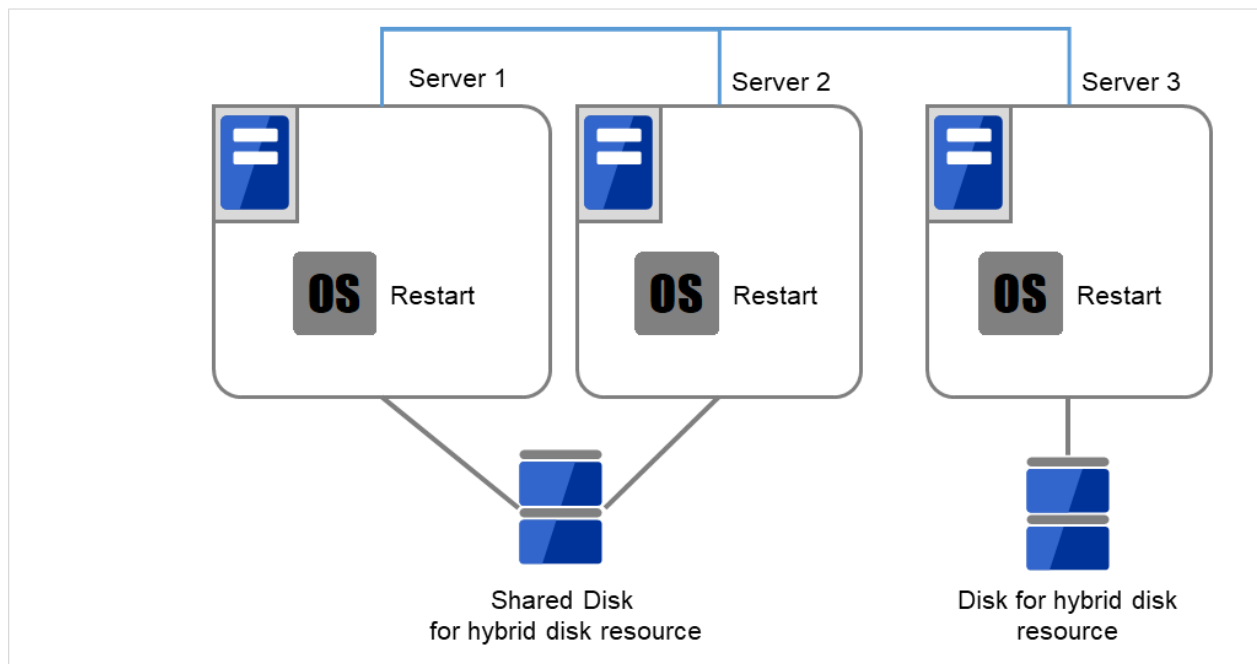 Server 1
Server 2
Server 3
OS Restart
OS Restart
OS Restart
Shared Disk
for hybrid disk resource
Disk for hybrid disk
resource